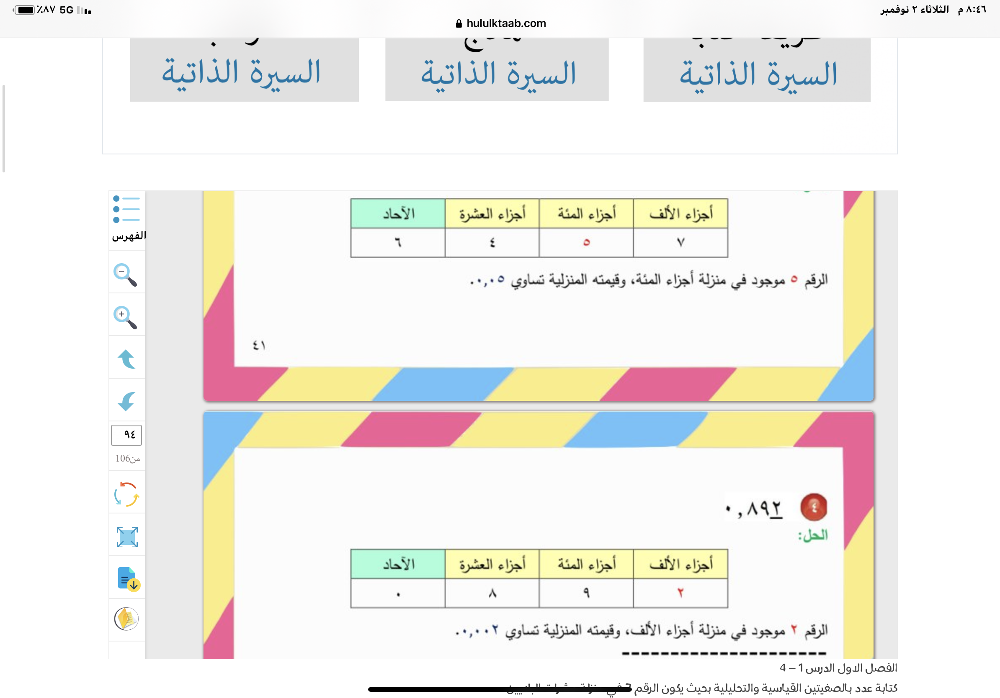 ٨:٤٦ م الثلاثاء ٢ نوفمبر
٪٨٧ 5G
hululktaab.com
السيرة الذاتية
السيرة الذاتية
السيرة الذاتية
الفهرس
٩٤
من106
أجزاء الألف أجزاء المئة أجزاء العشرة الآحاد
٧ ٥ ٤ ٦
الرقم ٥ موجود في منزلة أجزاء المئة، وقيمته المنزلية تساوي ٠,٠٥.
٤١
٤ ٠,٨٩٢
الحل:
أجزاء الألف أجزاء المئة أجزاء العشرة الآحاد
٢ ٩ ٨ ٠
الرقم ٢ موجود في منزلة أجزاء الألف، وقيمته المنزلية تساوي ٠,٠٠٢.
الفصل الاول الدرس 1 – 4
كتابة عدد بالصغيتين القياسية والتحليلية بحيث يكون الرقم 7 في منزلة